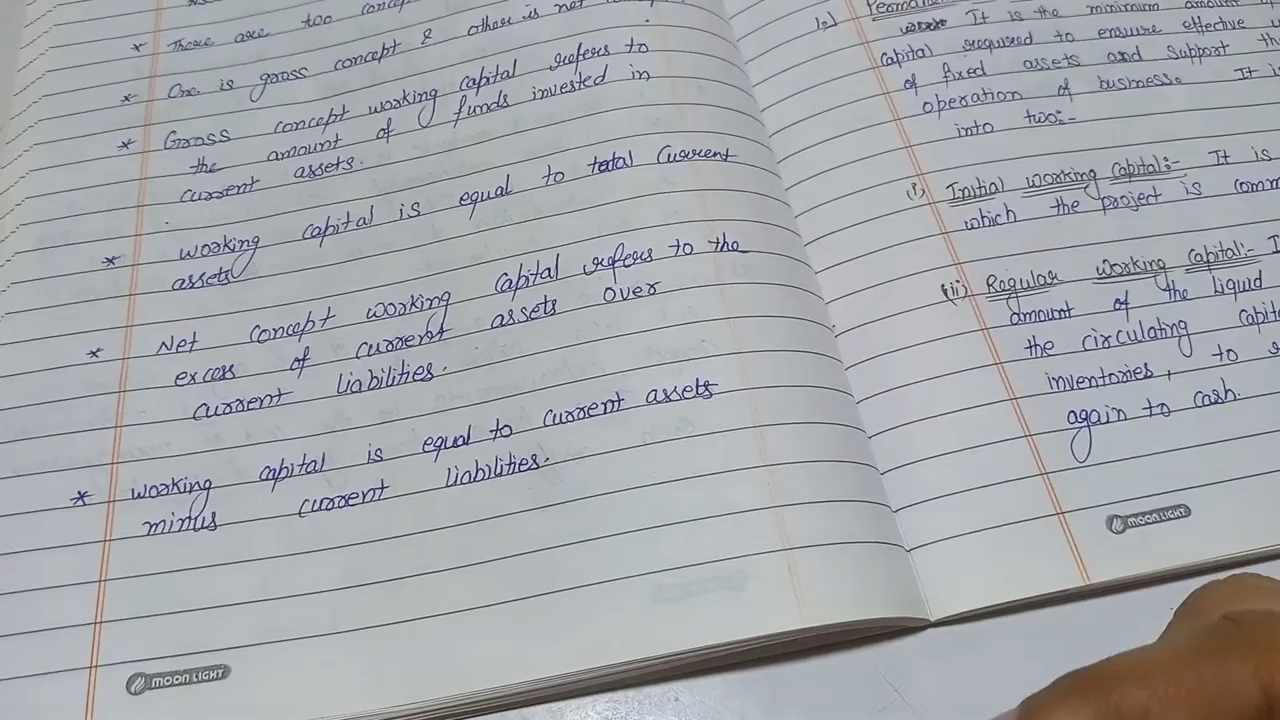 * There are too
* One is gross concept & other is not
* Gross concept working capital refers to
the amount of funds invested in
current assets.
* working capital is equal to total current
assets
* Net concept working capital refers to the
excess of current assets over
current liabilities.
* working capital is equal to current assets
minus current liabilities.
MOON LIGHT
It is the minimum amount
capital required to ensure effective
of fixed assets and support
operation of business. It
into two:-
(i) Initial working capital:- It is
which the project is
(ii) Regular working capital:-
amount of the liquid
the circulating
inventories, to
again to cash.
MOON LIGHT